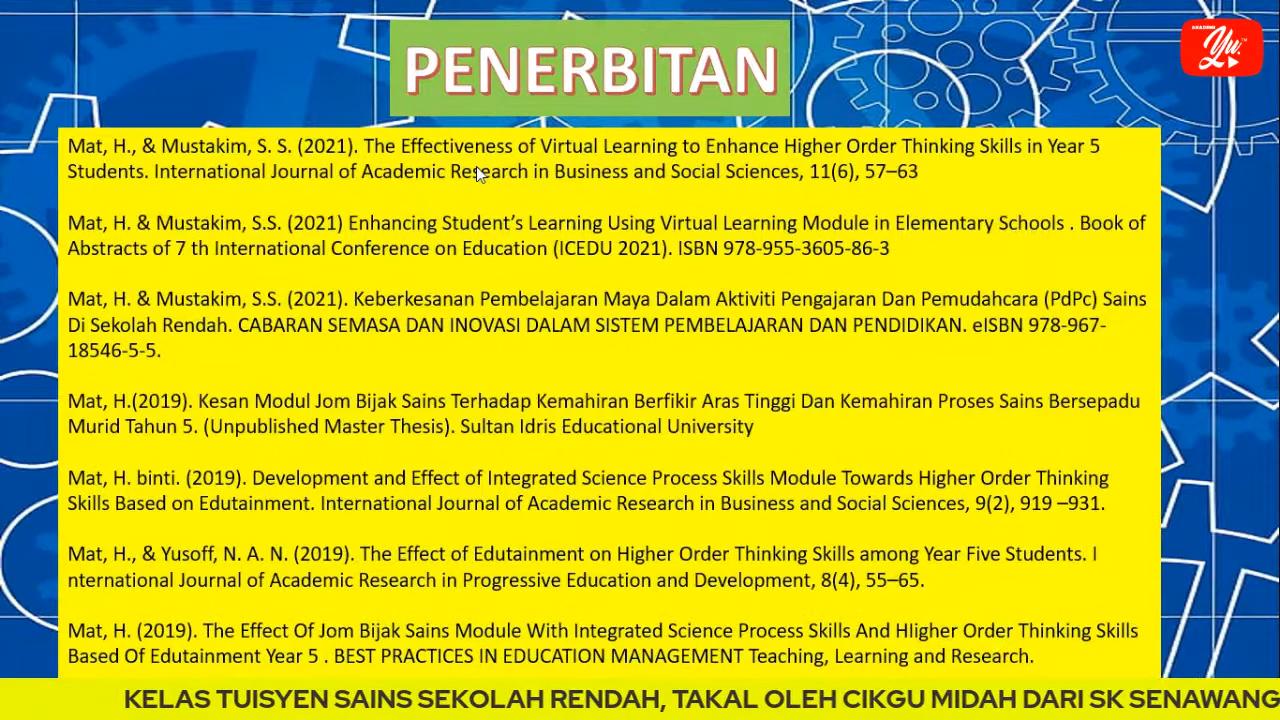 PENERBITAN
AKADEMI
Yu
Mat, H., & Mustakim, S. S. (2021). The Effectiveness of Virtual Learning to Enhance Higher Order Thinking Skills in Year 5
Students. International Journal of Academic Research in Business and Social Sciences, 11(6), 57–63
Mat, H. & Mustakim, S.S. (2021) Enhancing Student’s Learning Using Virtual Learning Module in Elementary Schools . Book of
Abstracts of 7 th International Conference on Education (ICEDU 2021). ISBN 978-955-3605-86-3
Mat, H. & Mustakim, S.S. (2021). Keberkesanan Pembelajaran Maya Dalam Aktiviti Pengajaran Dan Pemudahcara (PdPc) Sains
Di Sekolah Rendah. CABARAN SEMASA DAN INOVASI DALAM SISTEM PEMBELAJARAN DAN PENDIDIKAN. eISBN 978-967-
18546-5-5.
Mat, H.(2019). Kesan Modul Jom Bijak Sains Terhadap Kemahiran Berfikir Aras Tinggi Dan Kemahiran Proses Sains Bersepadu
Murid Tahun 5. (Unpublished Master Thesis). Sultan Idris Educational University
Mat, H. binti. (2019). Development and Effect of Integrated Science Process Skills Module Towards Higher Order Thinking
Skills Based on Edutainment. International Journal of Academic Research in Business and Social Sciences, 9(2), 919 –931.
Mat, H., & Yusoff, N. A. N. (2019). The Effect of Edutainment on Higher Order Thinking Skills among Year Five Students. I
nternational Journal of Academic Research in Progressive Education and Development, 8(4), 55–65.
Mat, H. (2019). The Effect Of Jom Bijak Sains Module With Integrated Science Process Skills And HIigher Order Thinking Skills
Based Of Edutainment Year 5 . BEST PRACTICES IN EDUCATION MANAGEMENT Teaching, Learning and Research.
KELAS TUISYEN SAINS SEKOLAH RENDAH, TAKAL OLEH CIKGU MIDAH DARI SK SENAWANG